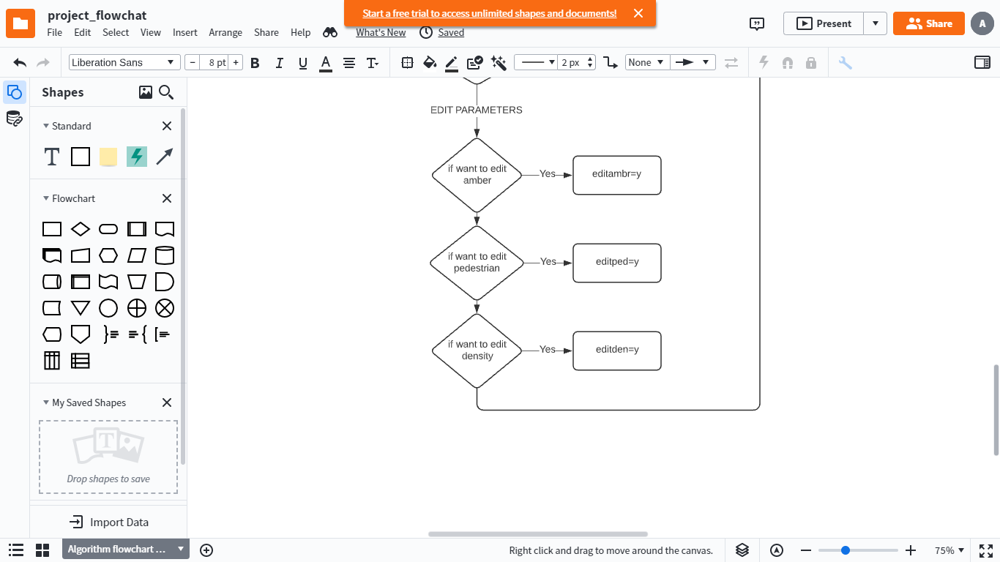 project_flowchat
Start a free trial to access unlimited shapes and documents!
File Edit Select View Insert Arrange Share Help What's New Saved
Present
Share
A
Liberation Sans
− 8 pt +
B I U A T
2 px
None
Shapes
Standard
T
Flowchart
My Saved Shapes
T
Drop shapes to save
Import Data
EDIT PARAMETERS
if want to edit
amber
Yes
editambr=y
if want to edit
pedestrian
Yes
editped=y
if want to edit
density
Yes
editden=y
Algorithm flowchart ...
Right click and drag to move around the canvas.
75%